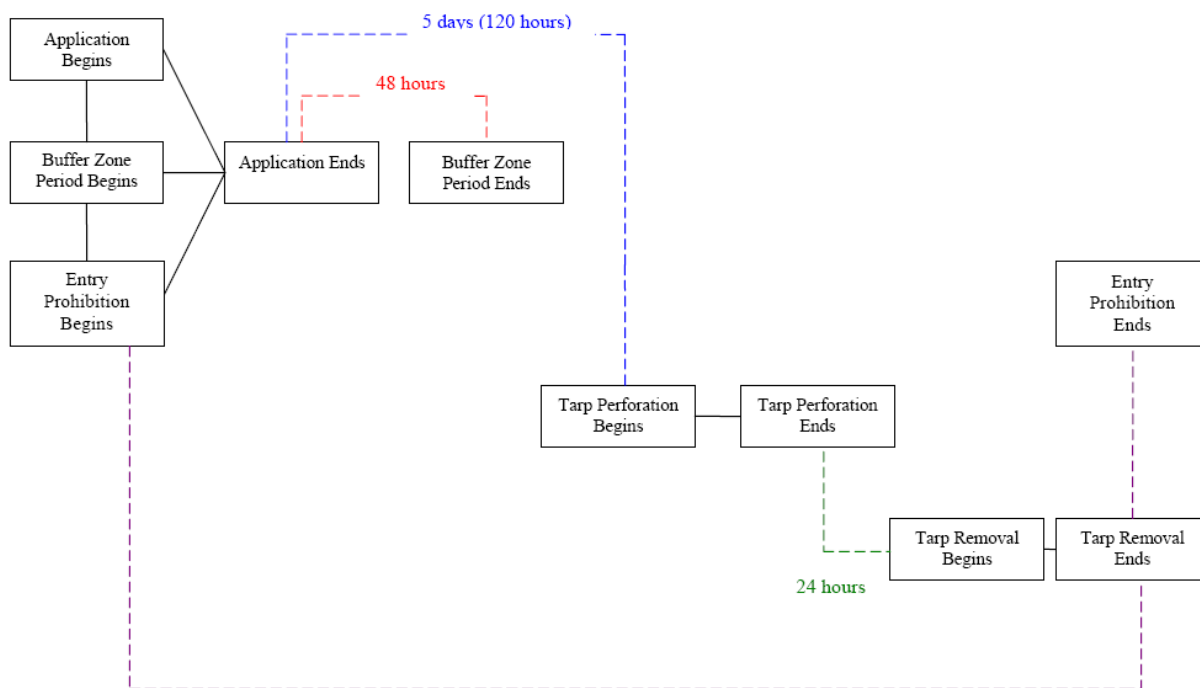 5 days (120 hours)
Application
Begins
48 hours
Buffer Zone
Period Begins
Application Ends
Buffer Zone
Period Ends
Entry
Prohibition
Begins
Entry
Prohibition
Ends
Tarp Perforation
Begins
Tarp Perforation
Ends
Tarp Removal
Begins
Tarp Removal
Ends
24 hours